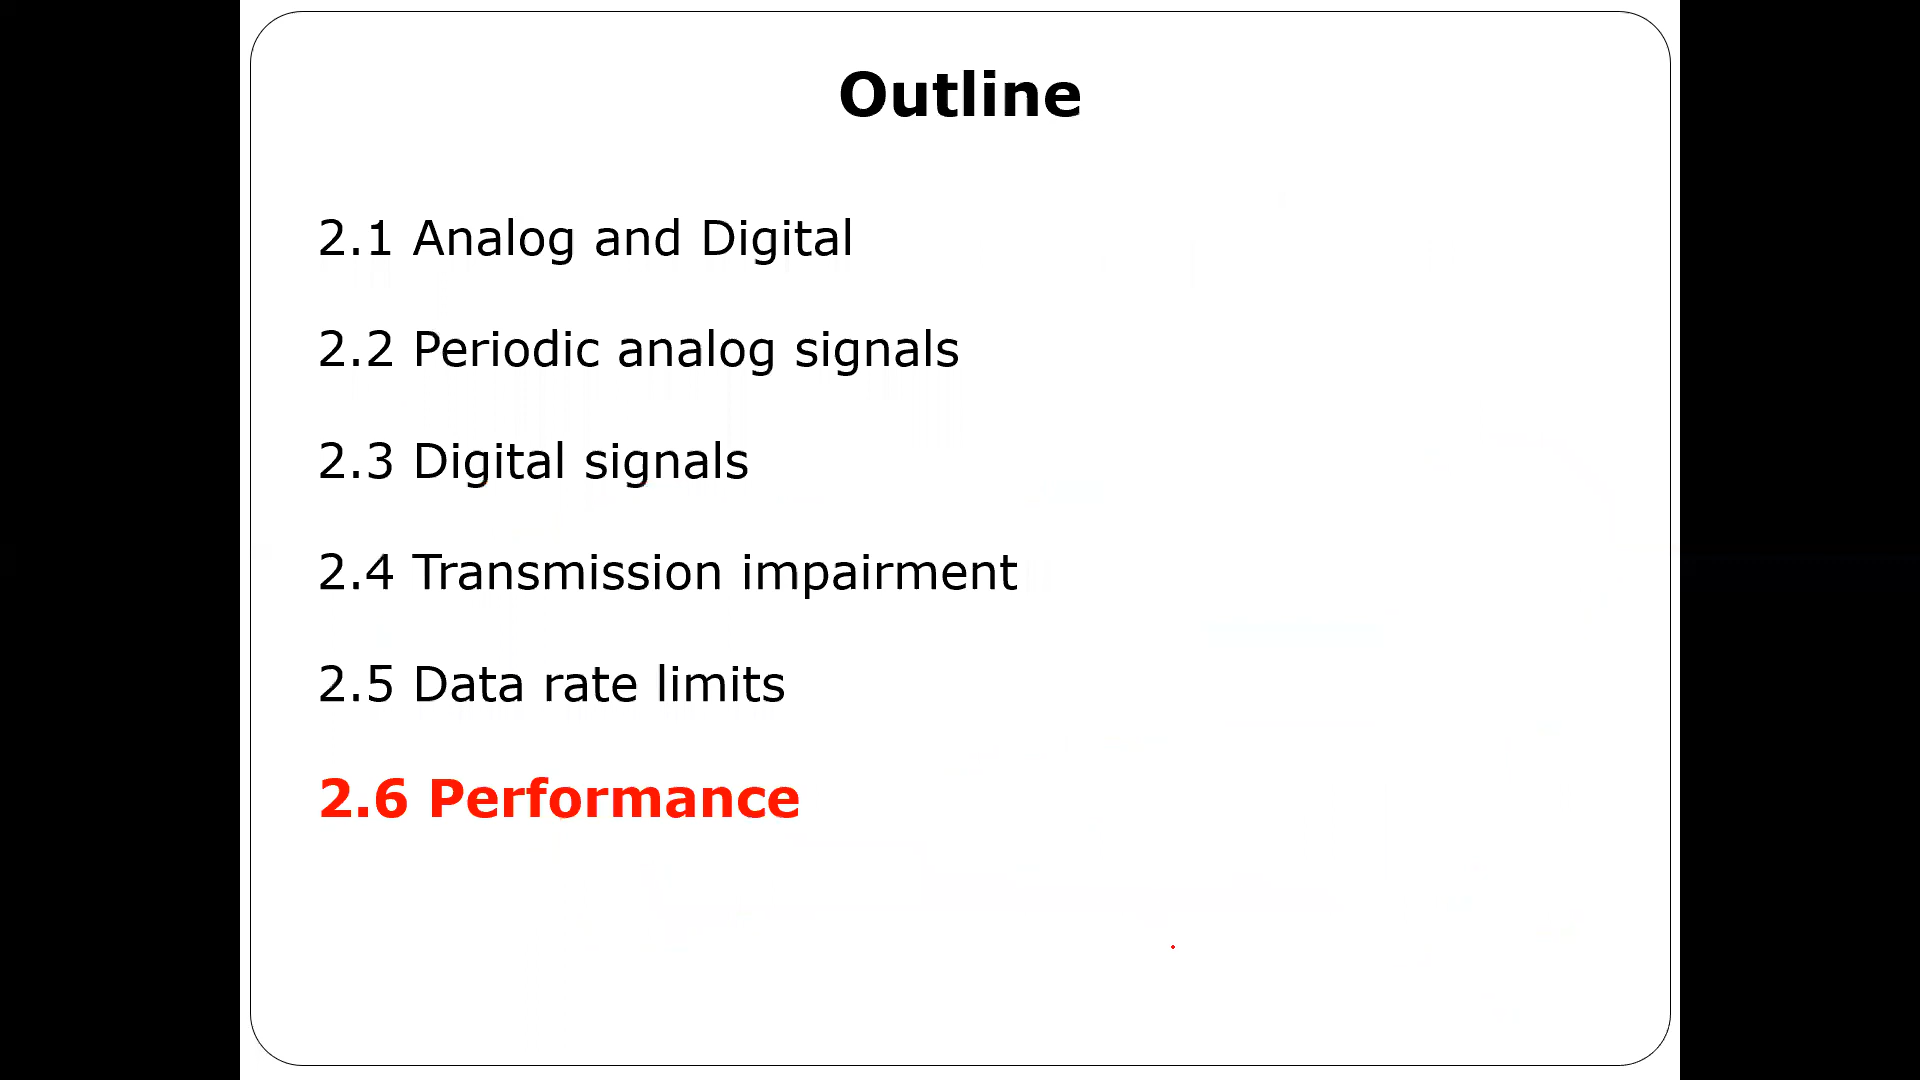 Outline
2.1 Analog and Digital
2.2 Periodic analog signals
2.3 Digital signals
2.4 Transmission impairment
2.5 Data rate limits
2.6 Performance